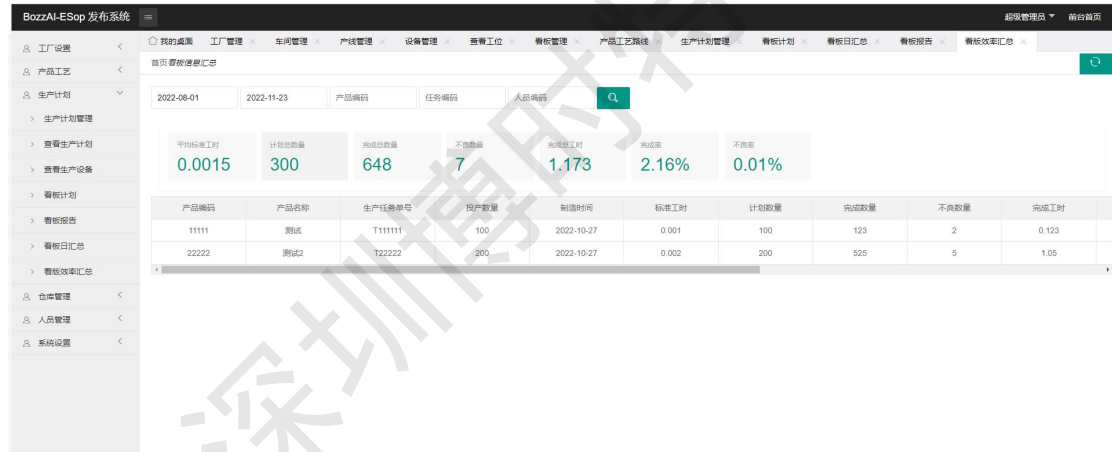 BozzAI-ESop 发布系统
超级管理员 前台首页
我的桌面 工厂管理 车间管理 产线管理 设备管理 查看工位 看板管理 产品工艺路线 生产计划管理 看板计划 看板日汇总 看板报告 看版效率汇总
首页看板信息汇总
工厂设置
产品工艺
生产计划
生产计划管理
查看生产计划
查看生产设备
看板计划
看板报告
看板日汇总
看版效率汇总
仓库管理
人员管理
系统设置
2022-08-01 2022-11-23 产品编码 任务编码 人员编码
平均标准工时 计划总数量 完成总数量 不良数量 完成总工时 完成率 不良率
0.0015 300 648 7 1.173 2.16% 0.01%
产品编码 产品名称 生产任务单号 投产数量 制造时间 标准工时 计划数量 完成数量 不良数量 完成工时
11111 测试 T111111 100 2022-10-27 0.001 100 123 2 0.123
22222 测试2 T22222 200 2022-10-27 0.002 200 525 5 1.05
深圳博时特